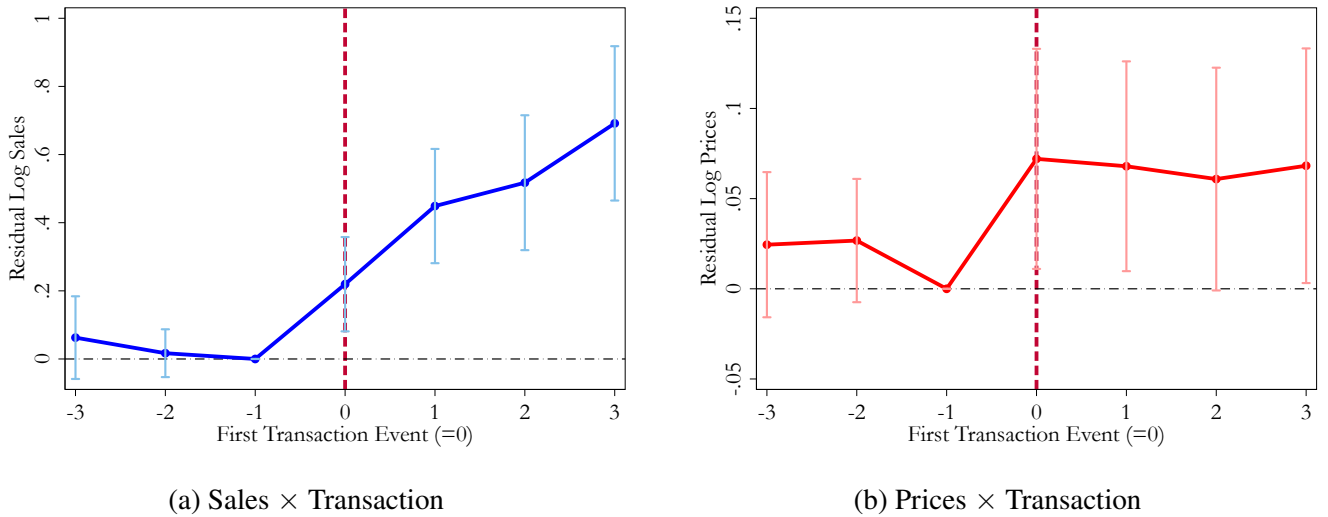 Residual Log Sales
1
.8
.6
.4
.2
0
-3 -2 -1 0 1 2 3
First Transaction Event (=0)
(a) Sales × Transaction
Residual Log Prices
.15
.1
.05
0
-.05
-3 -2 -1 0 1 2 3
First Transaction Event (=0)
(b) Prices × Transaction